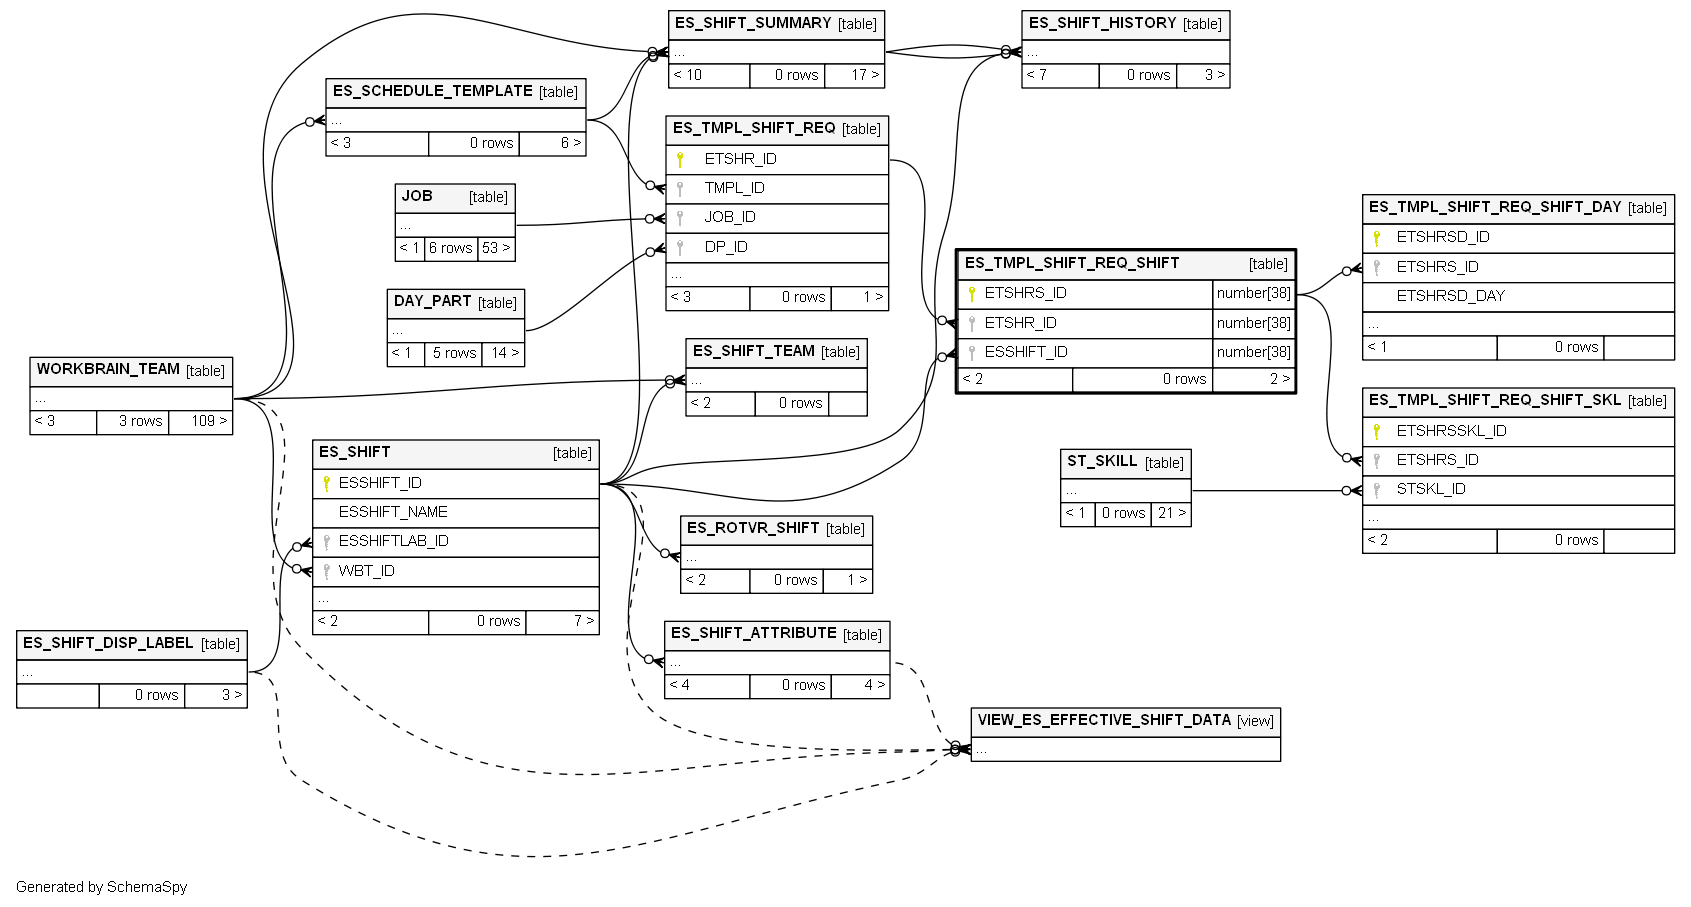 ES_SHIFT_SUMMARY [table]
...
< 10 0 rows 17 >
ES_SHIFT_HISTORY [table]
...
< 7 0 rows 3 >
ES_SCHEDULE_TEMPLATE [table]
...
< 3 0 rows 6 >
ES_TMPL_SHIFT_REQ [table]
ETSHR_ID
TMPL_ID
JOB_ID
DP_ID
...
< 3 0 rows 1 >
JOB [table]
...
< 1 6 rows 53 >
DAY_PART [table]
...
< 1 5 rows 14 >
ES_TMPL_SHIFT_REQ_SHIFT [table]
ETSHRS_ID number[38]
ETSHR_ID number[38]
ESSHIFT_ID number[38]
< 2 0 rows 2 >
ES_TMPL_SHIFT_REQ_SHIFT_DAY [table]
ETSHRSD_ID
ETSHRS_ID
ETSHRSD_DAY
...
< 1 0 rows
ES_SHIFT_TEAM [table]
...
< 2 0 rows
WORKBRAIN_TEAM [table]
...
< 3 3 rows 109 >
ES_TMPL_SHIFT_REQ_SHIFT_SKL [table]
ETSHRSSKL_ID
ETSHRS_ID
STSKL_ID
...
< 2 0 rows
ES_SHIFT [table]
ESSHIFT_ID
ESSHIFT_NAME
ESSHIFTLAB_ID
WBT_ID
...
< 2 0 rows 7 >
ST_SKILL [table]
...
< 1 0 rows 21 >
ES_ROTVR_SHIFT [table]
...
< 2 0 rows 1 >
ES_SHIFT_DISP_LABEL [table]
...
0 rows 3 >
ES_SHIFT_ATTRIBUTE [table]
...
< 4 0 rows 4 >
VIEW_ES_EFFECTIVE_SHIFT_DATA [view]
...
Generated by SchemaSpy